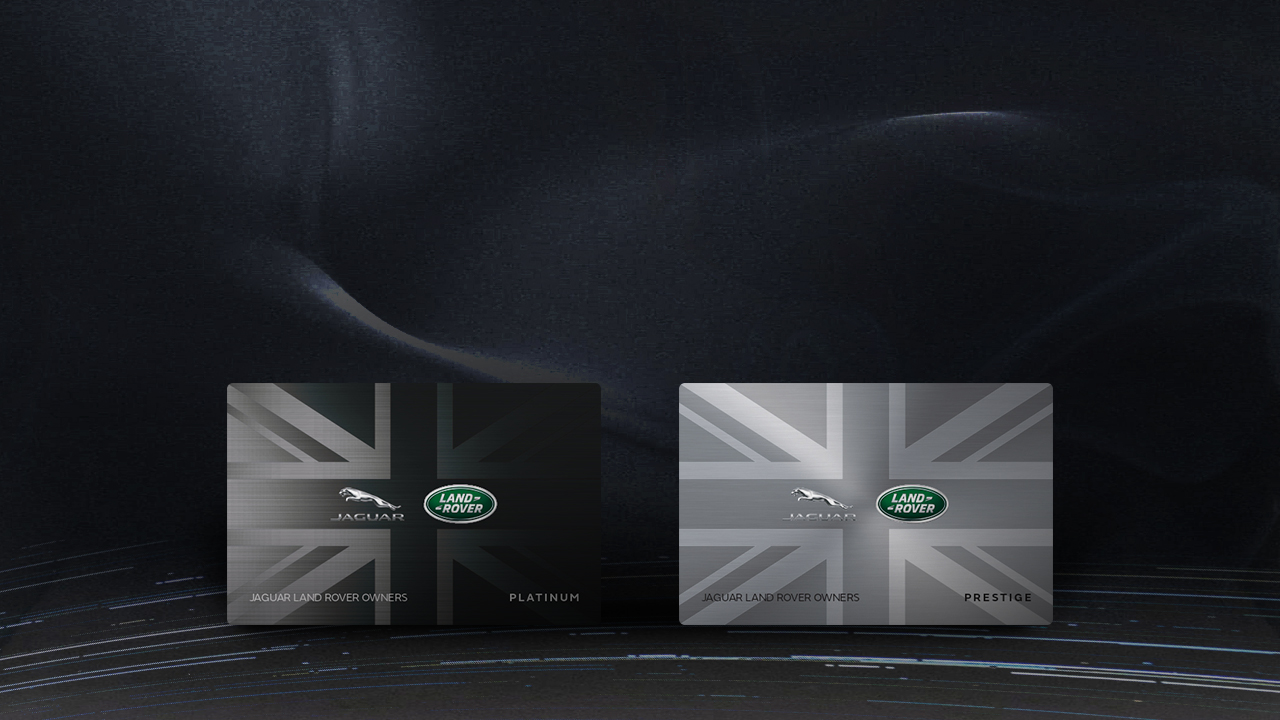 JAGUAR
LAND
ROVER
JAGUAR LAND ROVER OWNERS
PLATINUM
JAGUAR
LAND
ROVER
JAGUAR LAND ROVER OWNERS
PRESTIGE